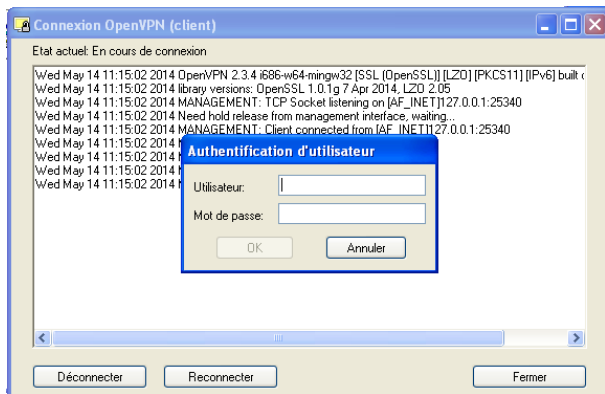 Connexion OpenVPN (client)
Etat actuel: En cours de connexion
Wed May 14 11:15:02 2014 OpenVPN 2.3.4 i686-w64-mingw32 [SSL (OpenSSL)] [LZO] [PKCS11] [IPv6] built
Wed May 14 11:15:02 2014 library versions: OpenSSL 1.0.1g 7 Apr 2014, LZO 2.05
Wed May 14 11:15:02 2014 MANAGEMENT: TCP Socket listening on [AF_INET]127.0.0.1:25340
Wed May 14 11:15:02 2014 Need hold release from management interface, waiting...
Wed May 14 11:15:02 2014 MANAGEMENT: Client connected from [AF_INET]127.0.0.1:25340
Wed May 14 11:15:02 2014
Wed May 14 11:15:02 2014
Wed May 14 11:15:02 2014
Wed May 14 11:15:02 2014
Authentification d'utilisateur
Utilisateur:
Mot de passe:
OK Annuler
Déconnecter Reconnecter Fermer